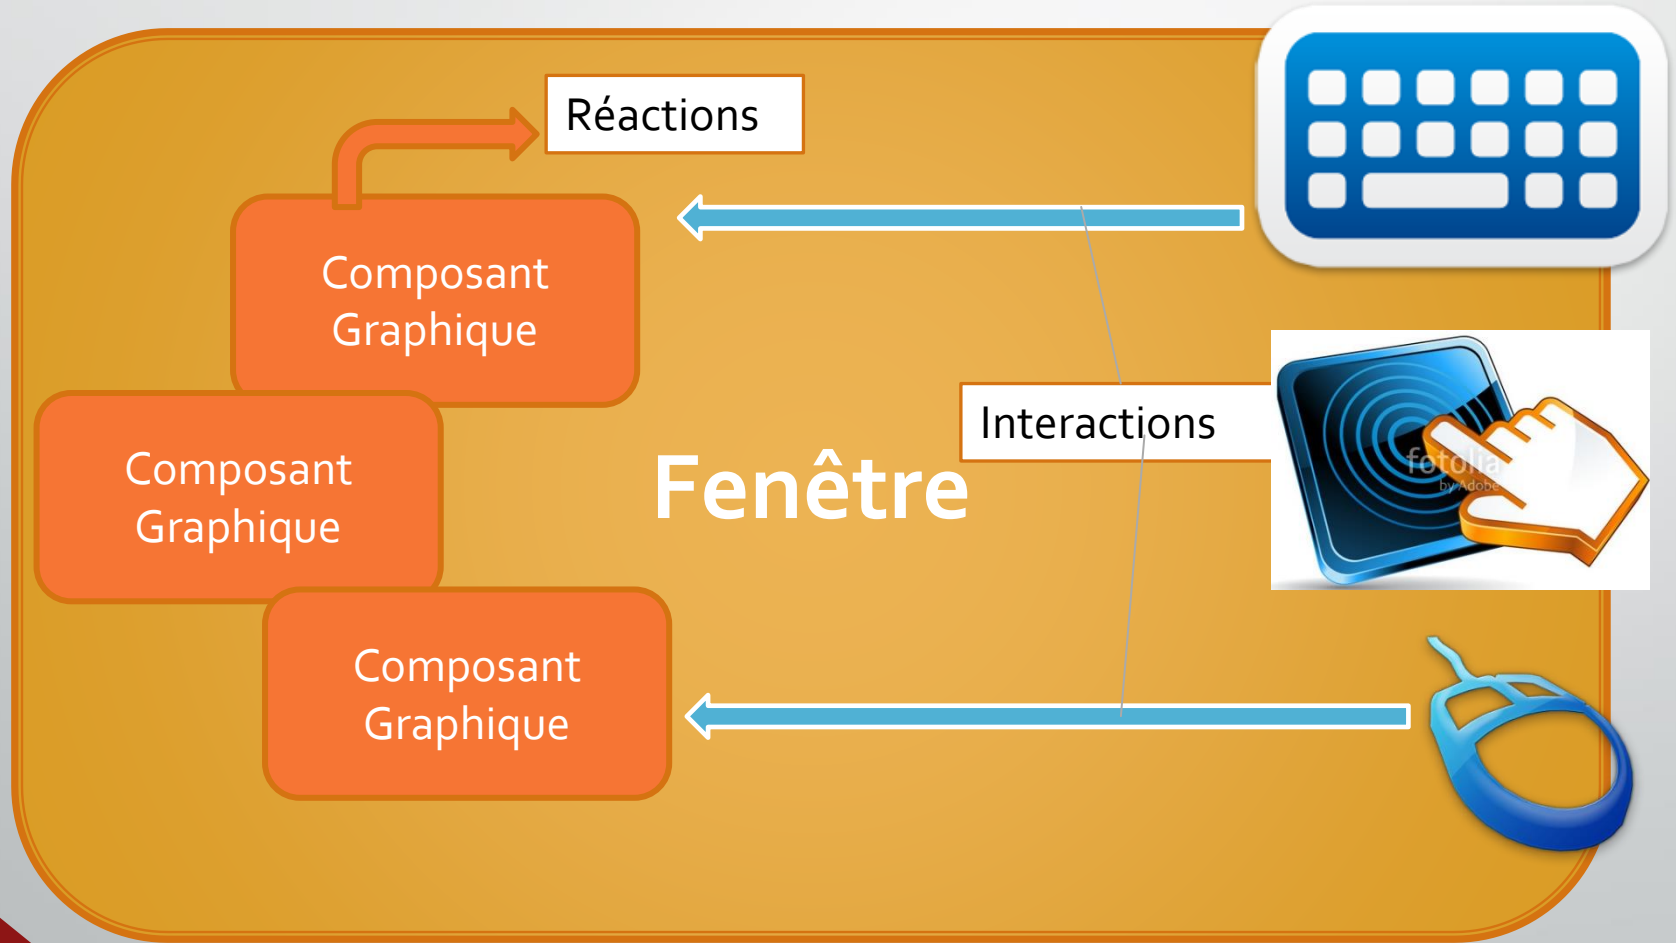 Réactions
Composant
Graphique
Interactions
Composant
Graphique
Fenêtre
fotolia
by Adobe
Composant
Graphique